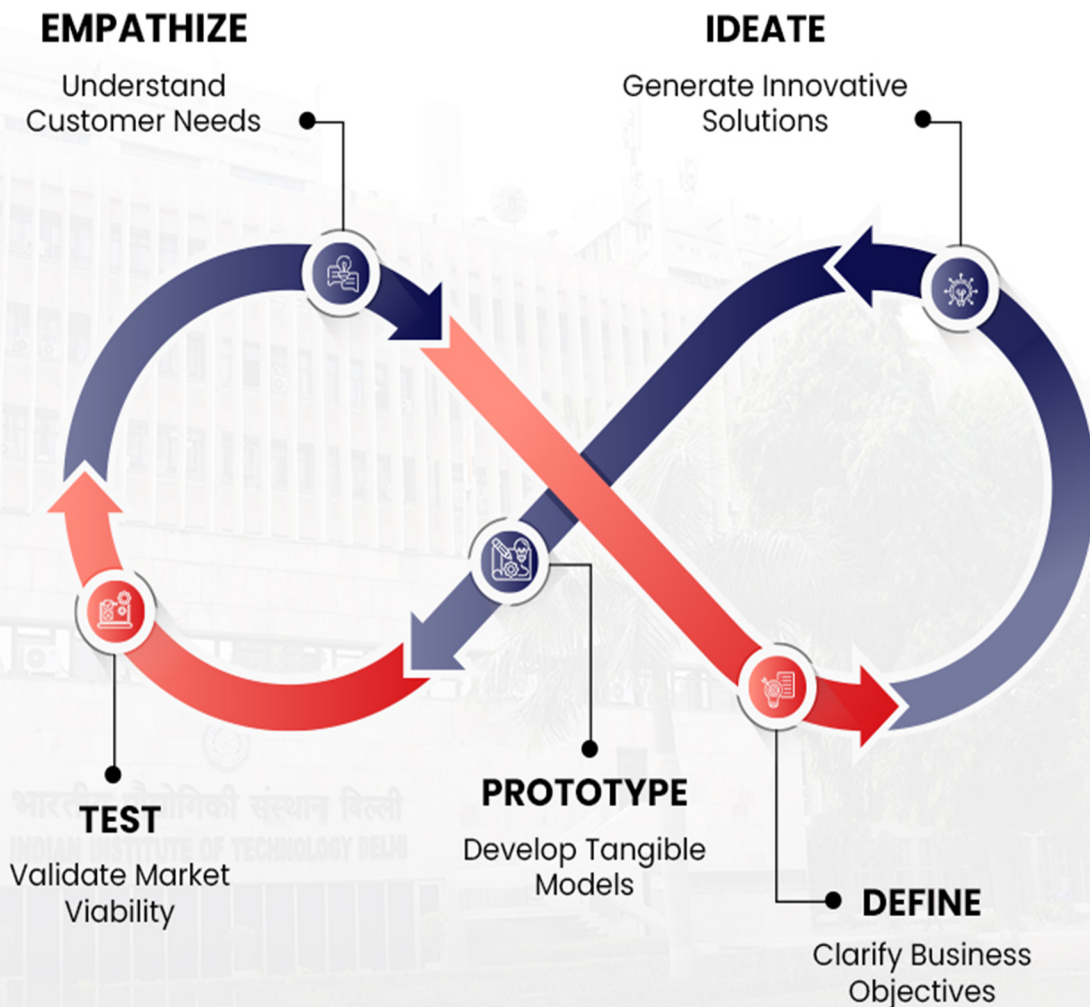 EMPATHIZE
Understand
Customer Needs
IDEATE
Generate Innovative
Solutions
TEST
Validate Market
Viability
PROTOTYPE
Develop Tangible
Models
DEFINE
Clarify Business
Objectives
भारतीय प्रौद्योगिकी संस्थान दिल्ली
INDIAN INSTITUTE OF TECHNOLOGY DELHI